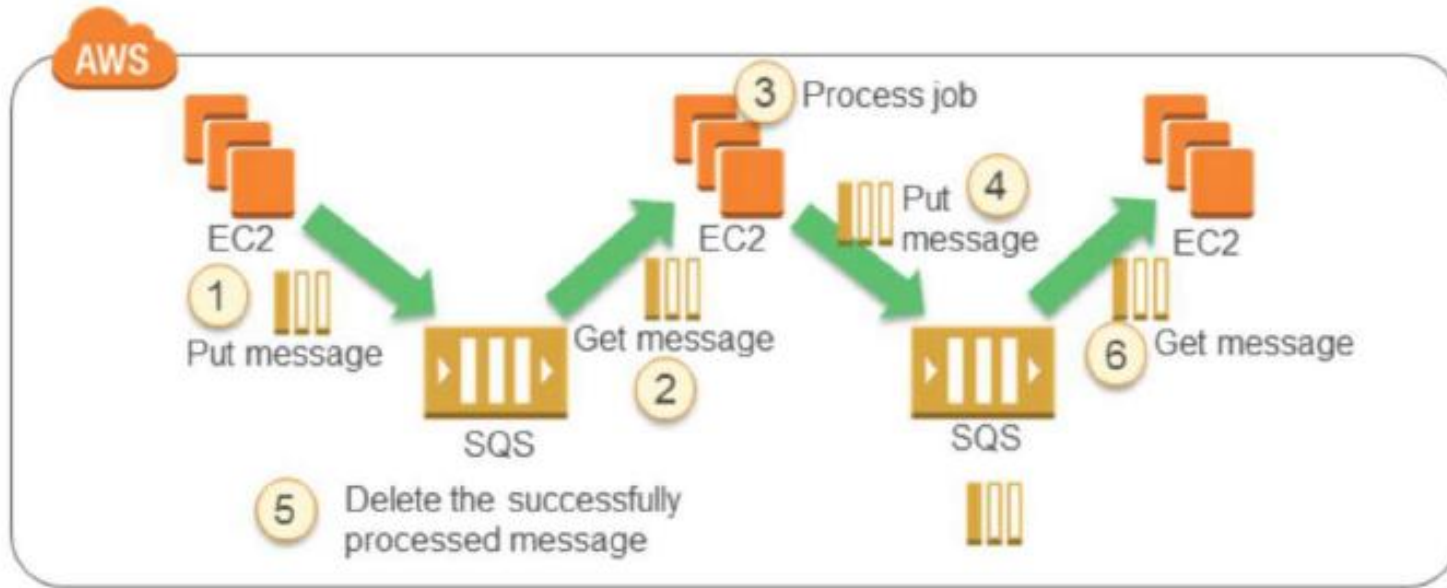 AWS
3 Process job
4
Put
message
EC2
EC2
EC2
1
Put message
Get message
2
6 Get message
SQS
SQS
5 Delete the successfully
processed message